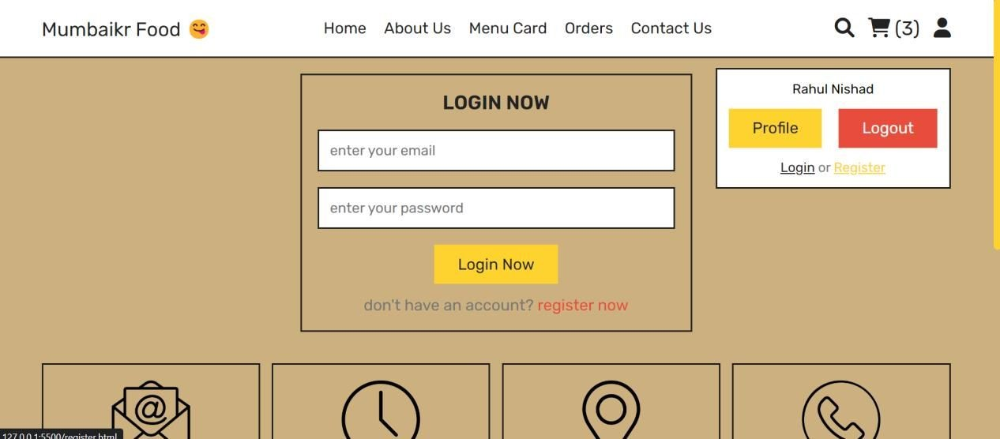 Mumbaikr Food 😋
Home About Us Menu Card Orders Contact Us
(3)
LOGIN NOW
enter your email
enter your password
Login Now
don't have an account? register now
Rahul Nishad
Profile Logout
Login or Register
@
127.0.0.1:5500/register.html